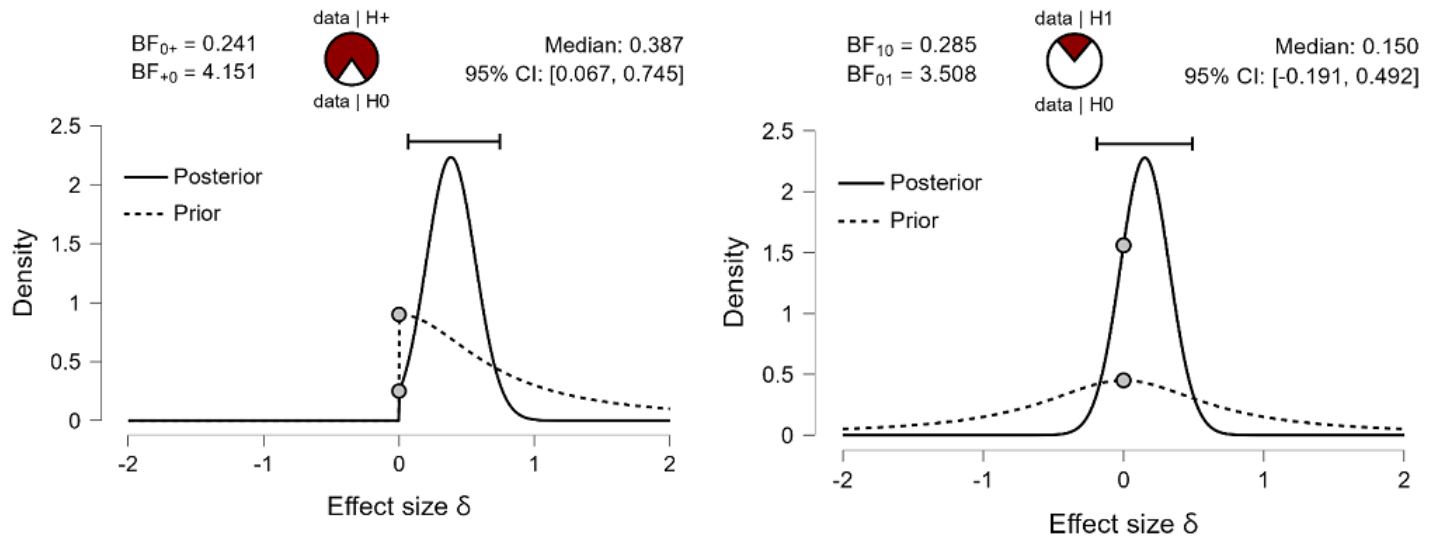 data | H+
BF₀₊ = 0.241
BF₊₀ = 4.151
Median: 0.387
95% CI: [0.067, 0.745]
data | H0
2.5
2
1.5
1
0.5
0
Density
Posterior
Prior
-2 -1 0 1 2
Effect size δ
data | H1
BF₁₀ = 0.285
BF₀₁ = 3.508
Median: 0.150
95% CI: [-0.191, 0.492]
data | H0
2.5
2
1.5
1
0.5
0
Density
Posterior
Prior
-2 -1 0 1 2
Effect size δ